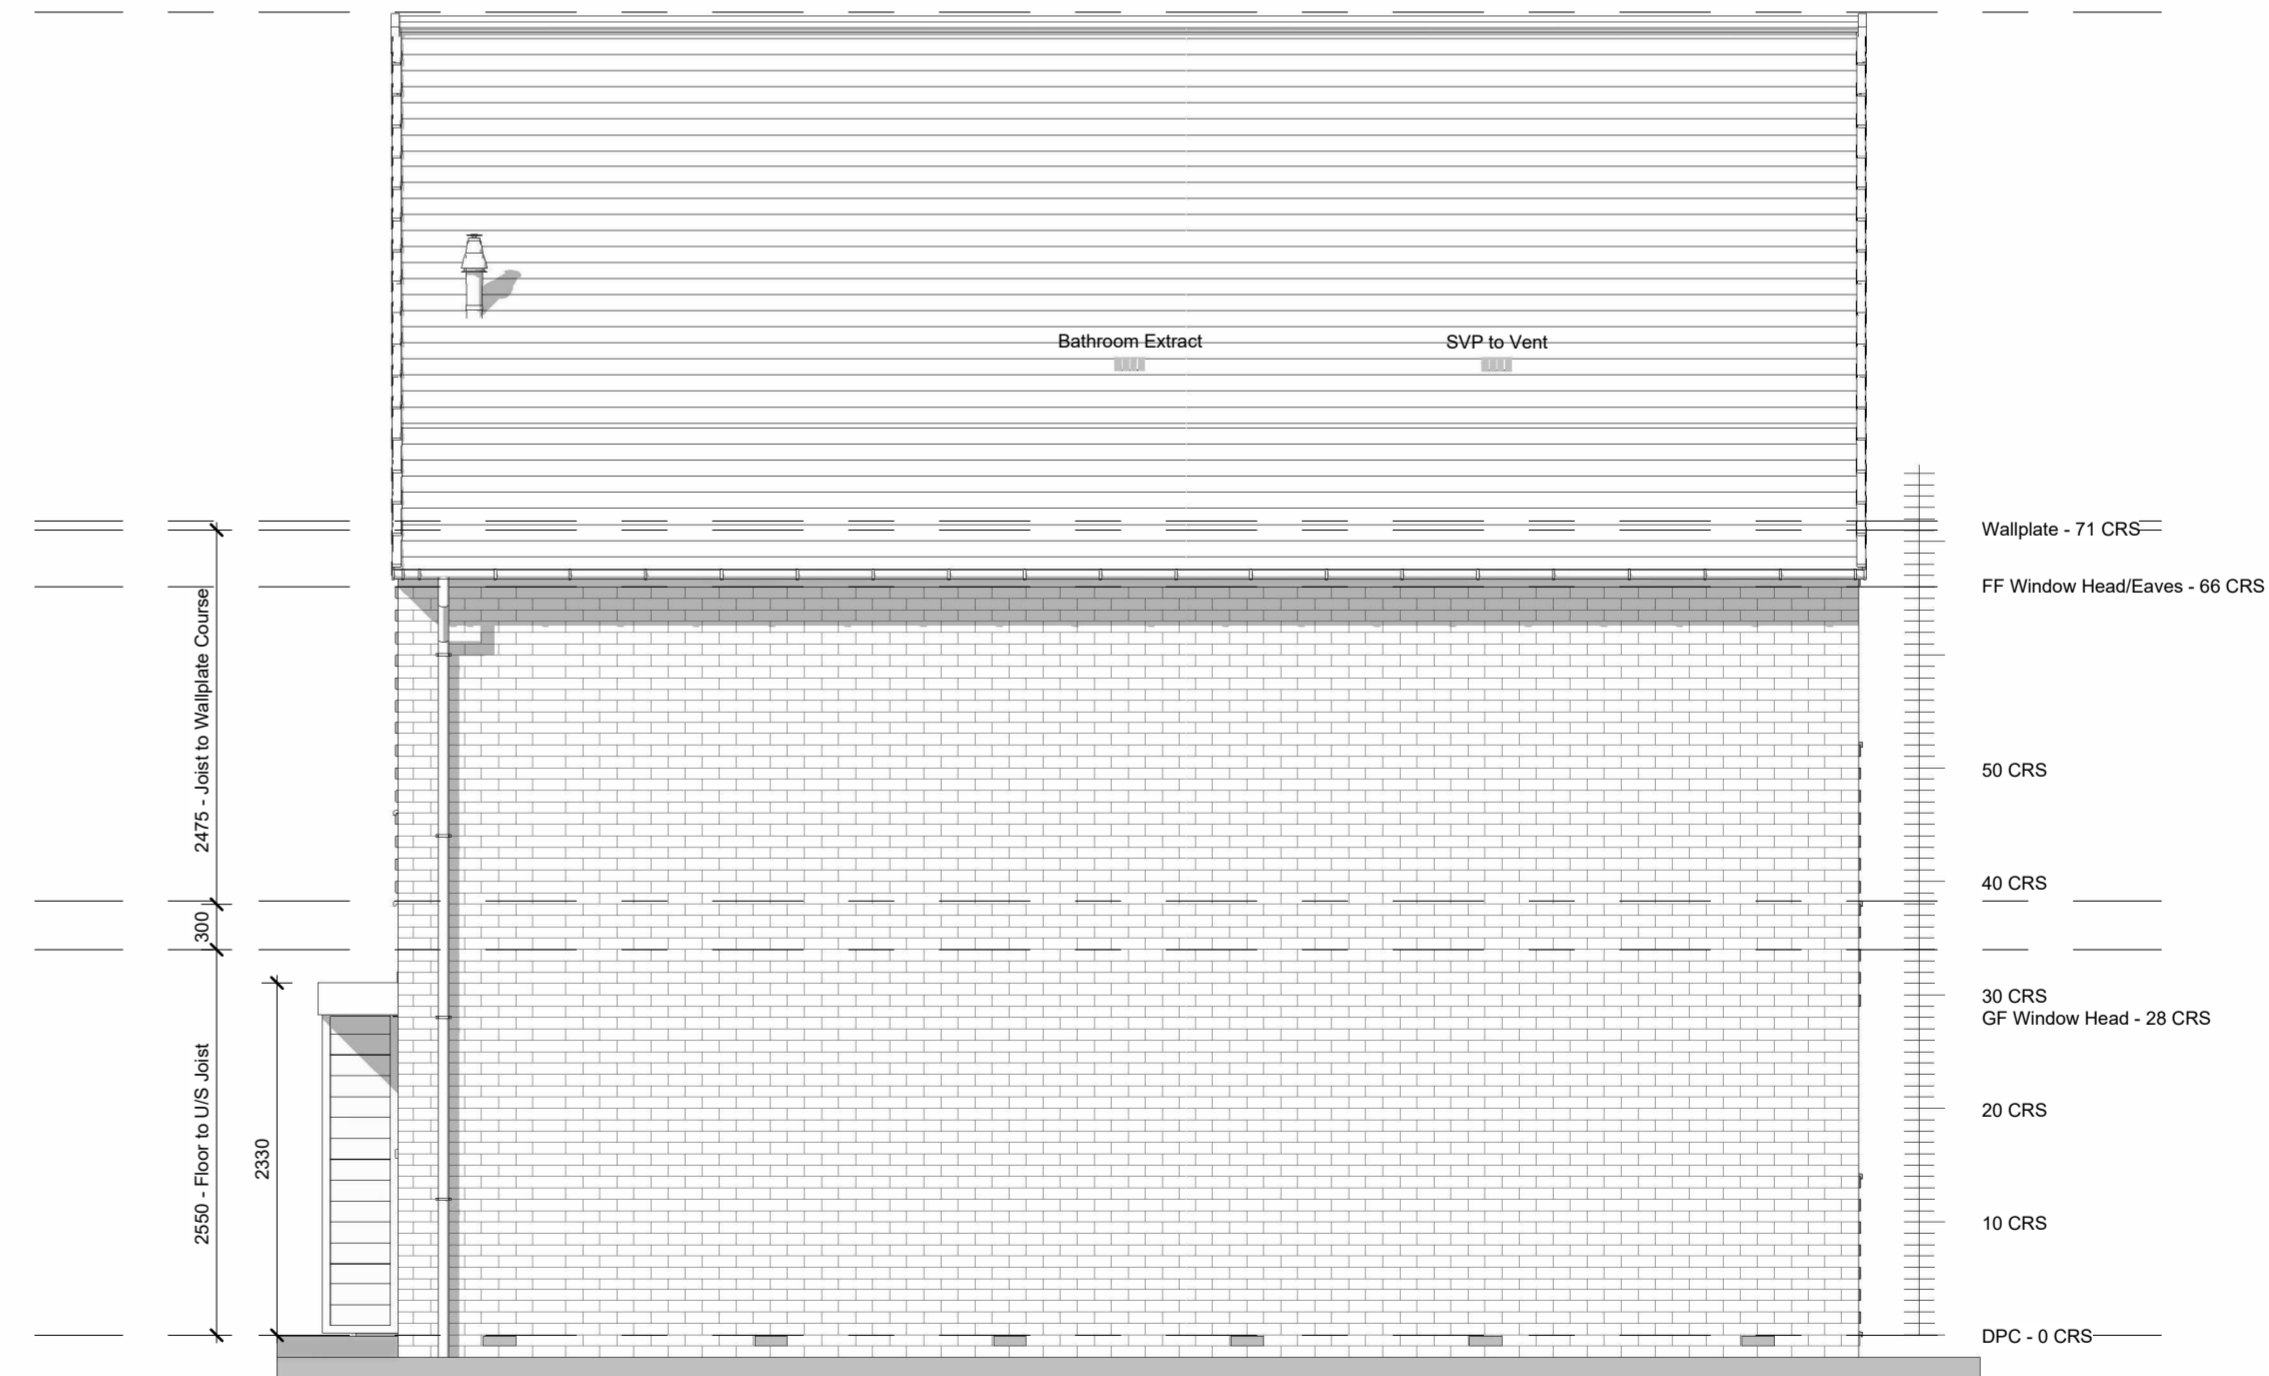 Bathroom Extract
SVP to Vent
Wallplate - 71 CRS
FF Window Head/Eaves - 66 CRS
2475 - Joist to Wallplate Course
50 CRS
40 CRS
300
30 CRS
GF Window Head - 28 CRS
2550 - Floor to U/S Joist
2330
20 CRS
10 CRS
DPC - 0 CRS